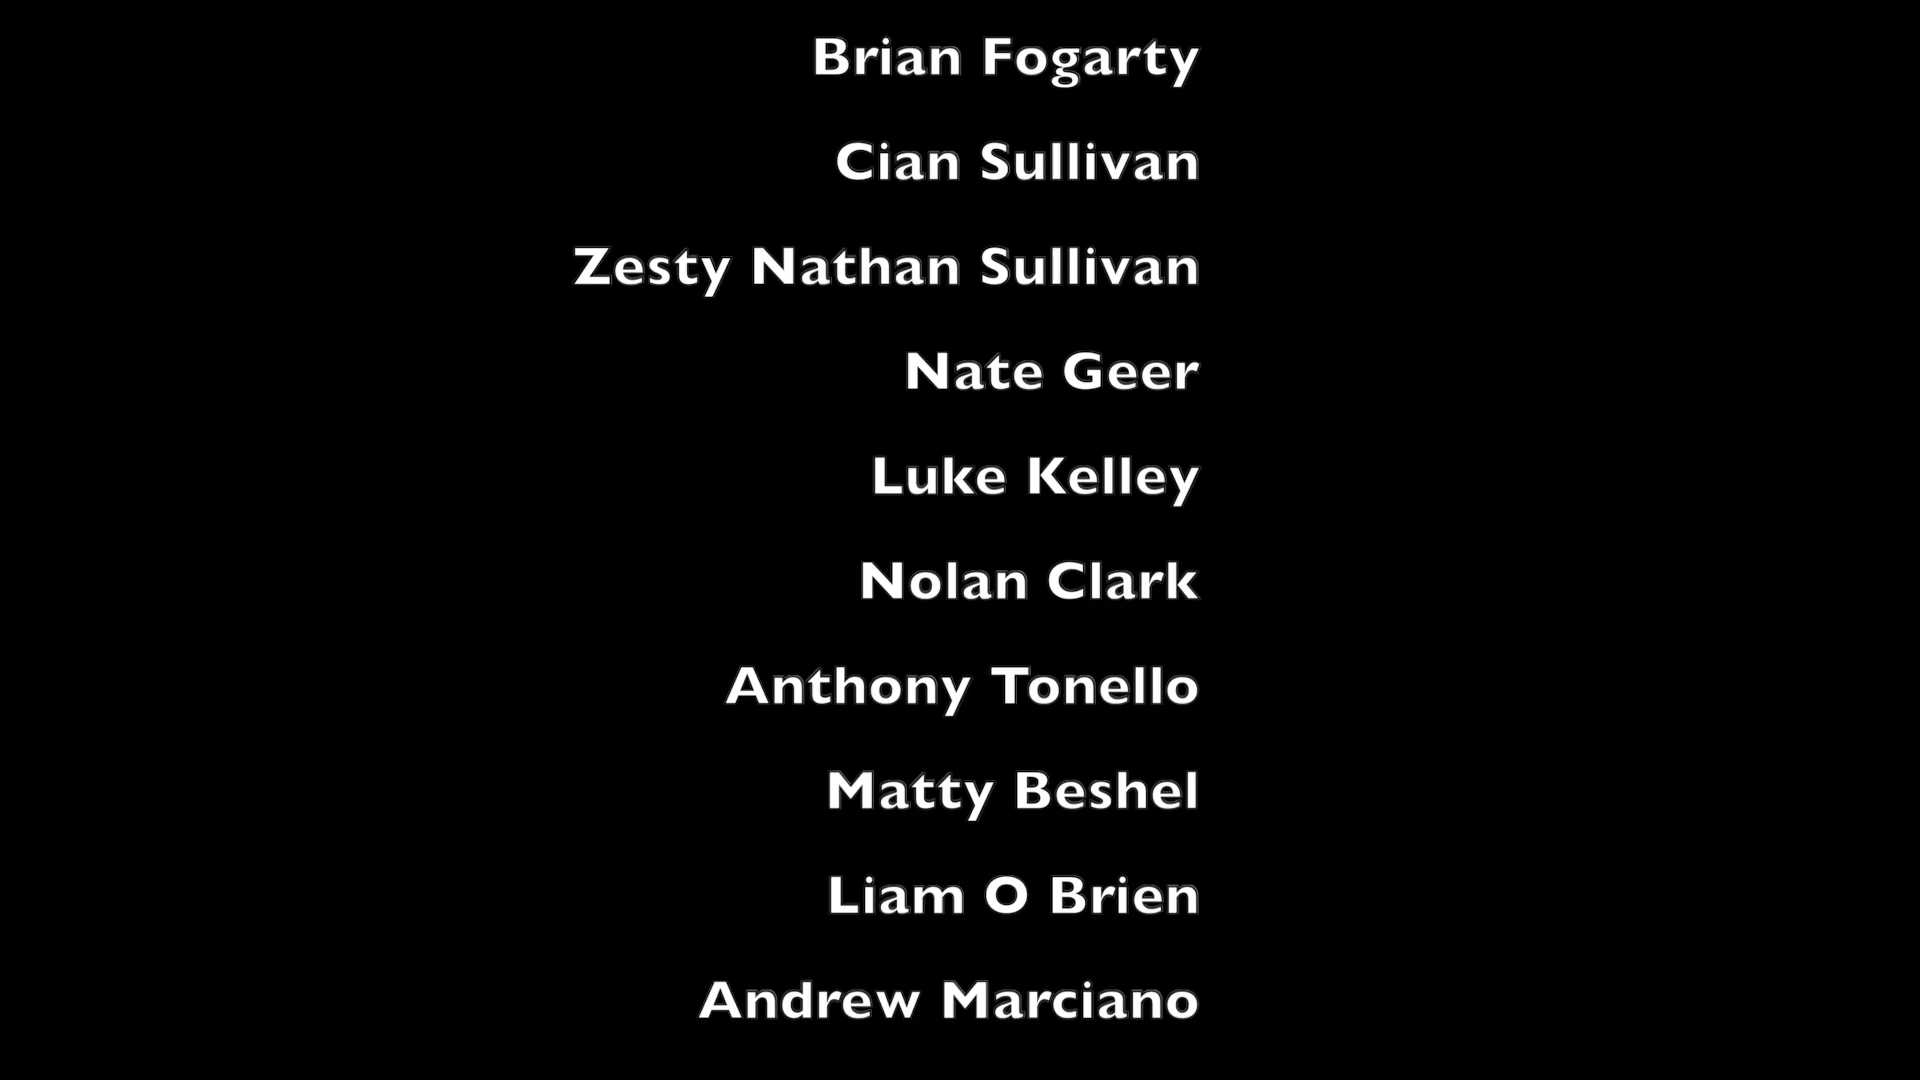 Brian Fogarty
Cian Sullivan
Zesty Nathan Sullivan
Nate Geer
Luke Kelley
Nolan Clark
Anthony Tonello
Matty Beshel
Liam O Brien
Andrew Marciano